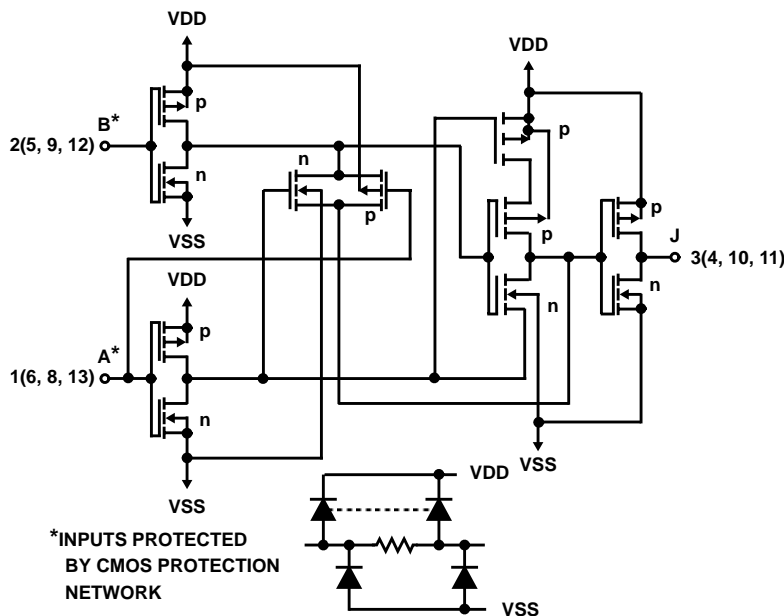 VDD
VDD
p
B*
p
2(5, 9, 12)
n
n
p
VSS
p
p
J
3(4, 10, 11)
n
n
VDD
p
A*
1(6, 8, 13)
n
VSS
VSS
VDD
*INPUTS PROTECTED
BY CMOS PROTECTION
NETWORK
VSS